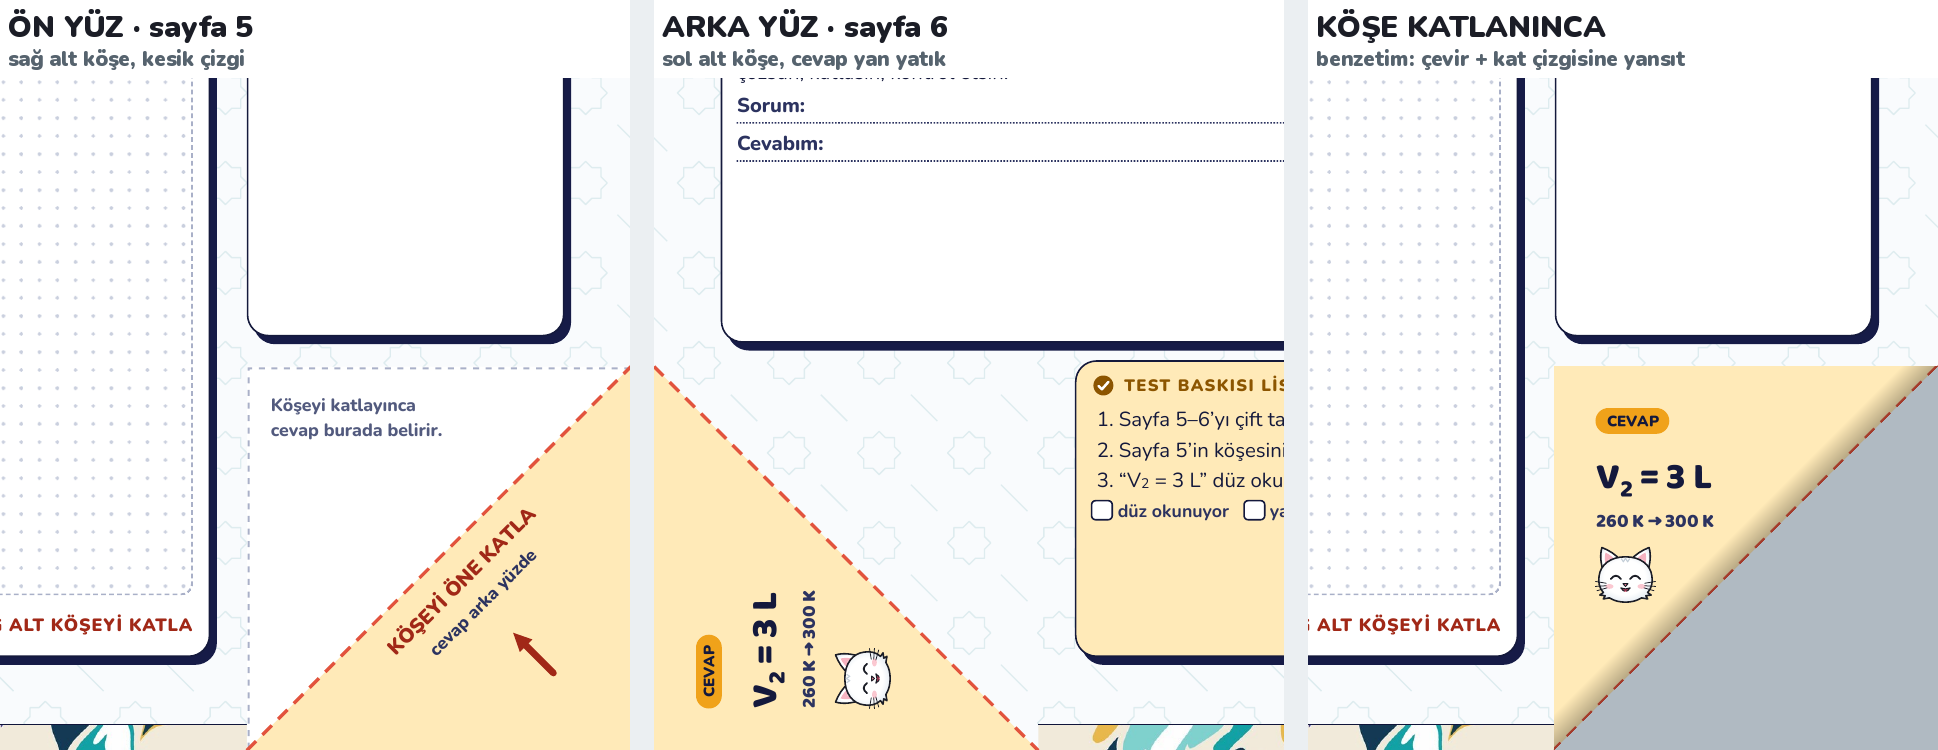 ÖN YÜZ · sayfa 5
sağ alt köşe, kesik çizgi
ALT KÖŞEYİ KATLA
Köşeyi katlayınca
cevap burada belirir.
KÖŞEYİ ÖNE KATLA
cevap arka yüzde
ARKA YÜZ · sayfa 6
sol alt köşe, cevap yan yatık
Sorum:
Cevabım:
CEVAP
V₂ = 3 L
260 K → 300 K
TEST BASKISI LİS
1. Sayfa 5–6’yı çift ta
2. Sayfa 5’in köşesini
3. “V₂ = 3 L” düz oku
düz okunuyor
ya
KÖŞE KATLANINCA
benzetim: çevir + kat çizgisine yansıt
ALT KÖŞEYİ KATLA
CEVAP
V₂ = 3 L
260 K → 300 K